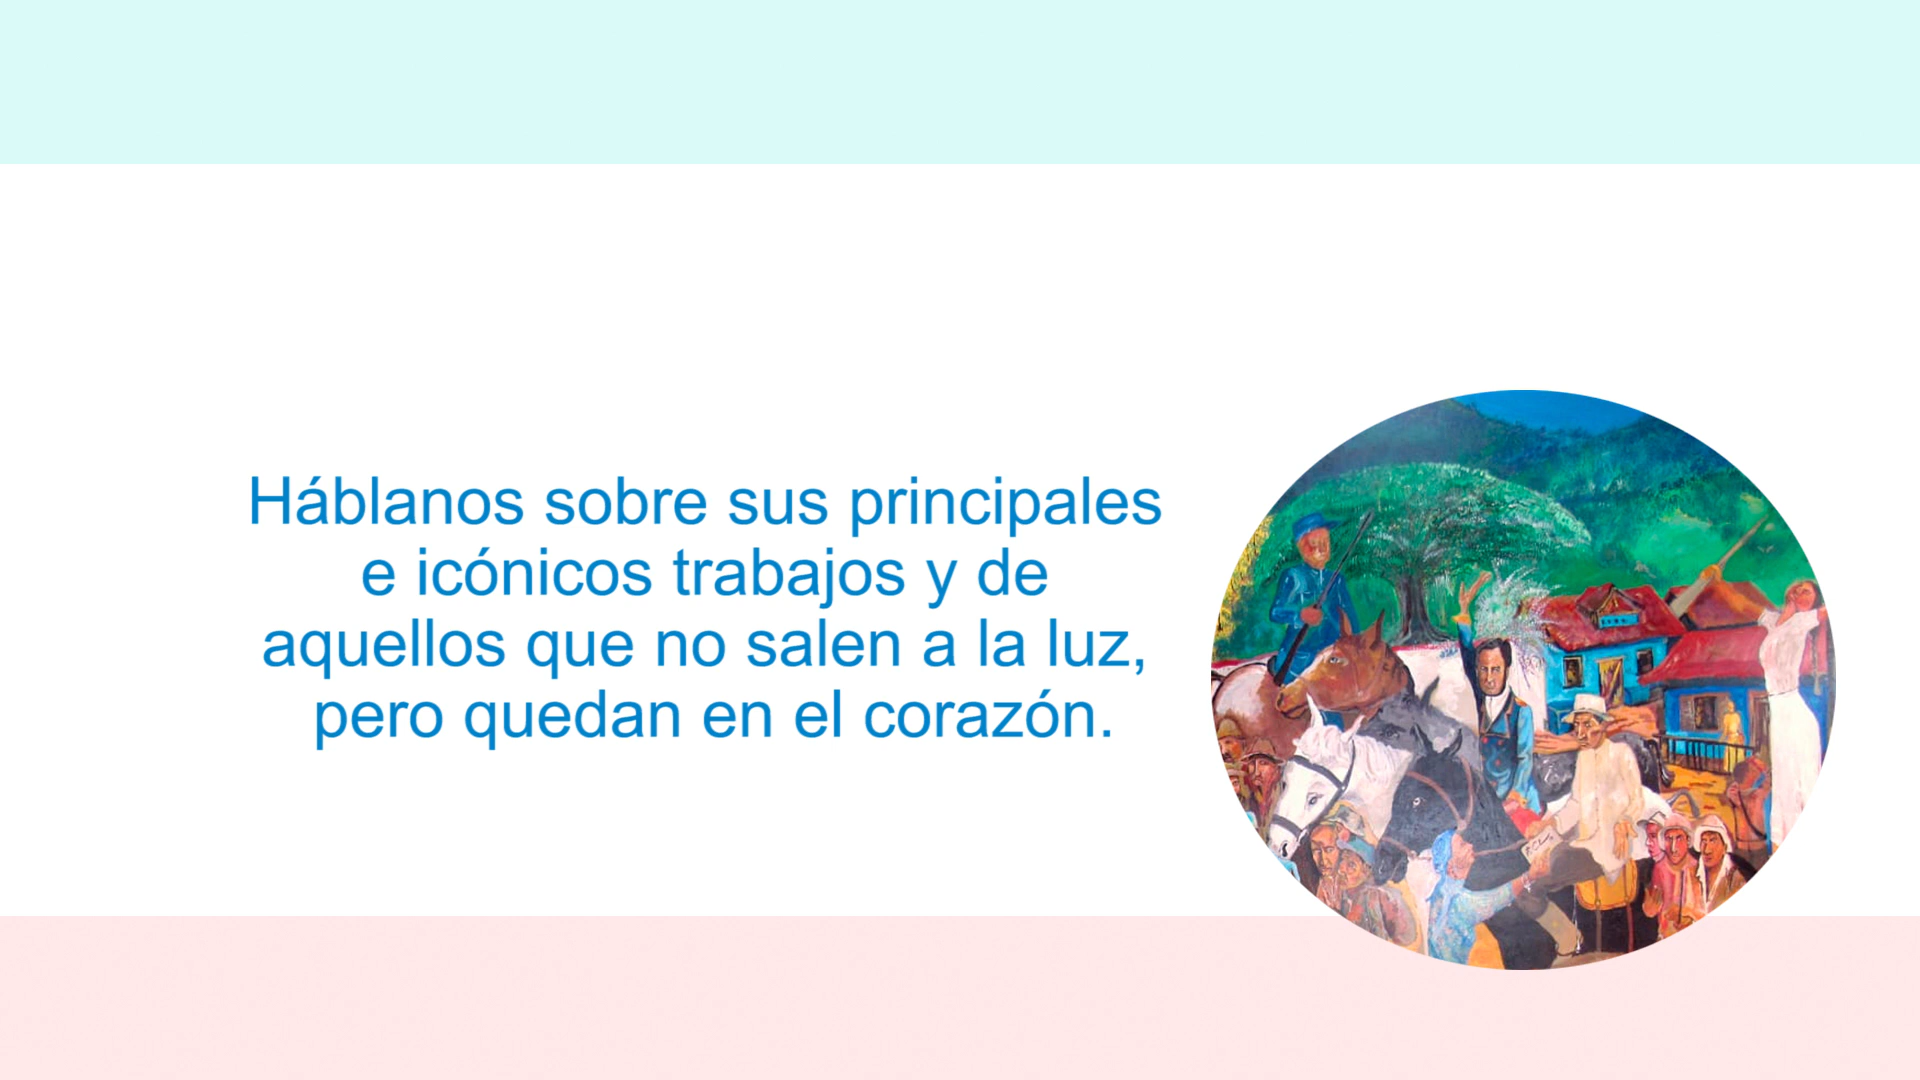 Háblanos sobre sus principales
e icónicos trabajos y de
aquellos que no salen a la luz,
pero quedan en el corazón.